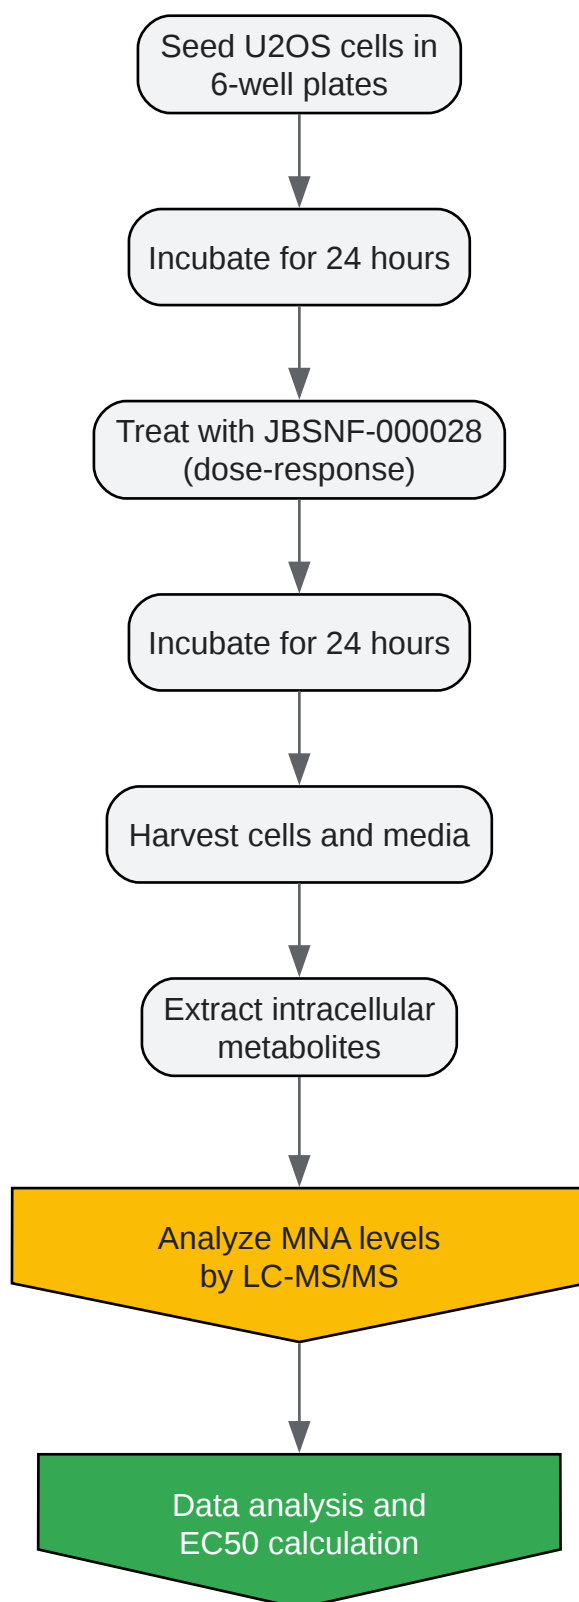 Seed U2OS cells in
6-well plates
Incubate for 24 hours
Treat with JBSNF-000028
(dose-response)
Incubate for 24 hours
Harvest cells and media
Extract intracellular
metabolites
Analyze MNA levels
by LC-MS/MS
Data analysis and
EC50 calculation